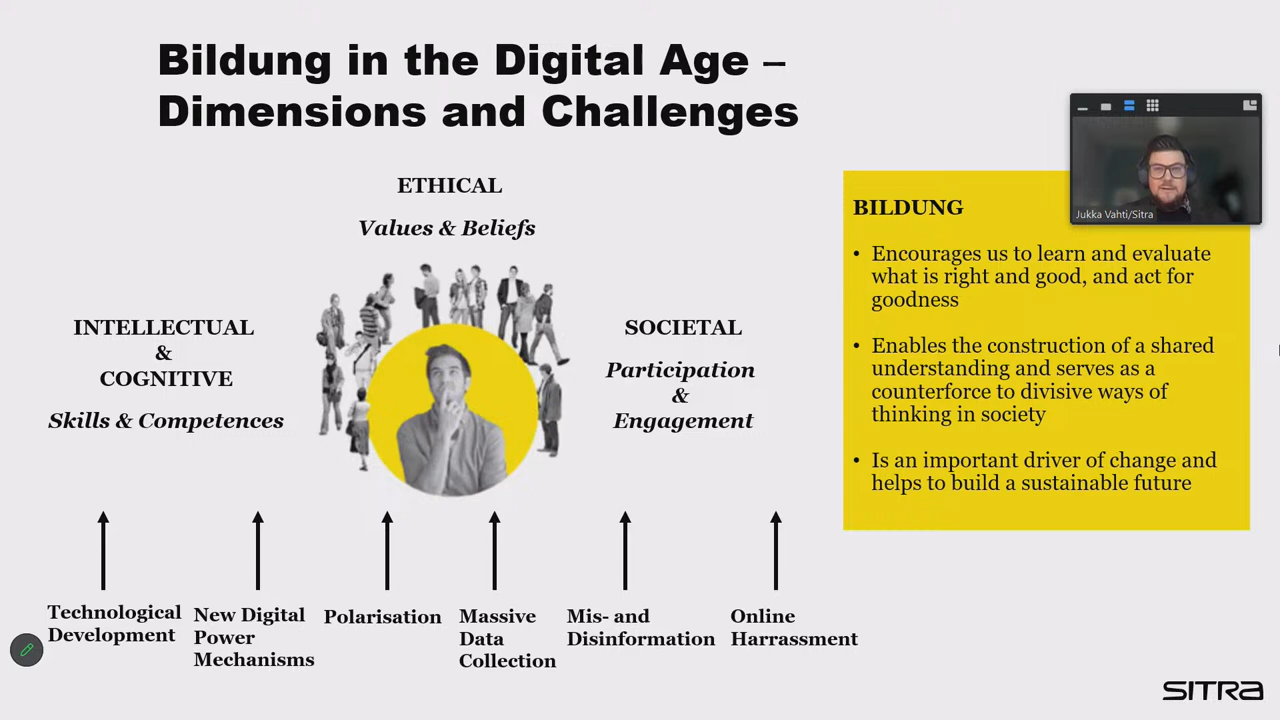 Bildung in the Digital Age –
Dimensions and Challenges
ETHICAL
Values & Beliefs
INTELLECTUAL
&
COGNITIVE
Skills & Competences
SOCIETAL
Participation
&
Engagement
Technological
Development
New Digital
Power
Mechanisms
Polarisation
Massive
Data
Collection
Mis- and
Disinformation
Online
Harrassment
Jukka Vahti/Sitra
BILDUNG
• Encourages us to learn and evaluate
what is right and good, and act for
goodness
• Enables the construction of a shared
understanding and serves as a
counterforce to divisive ways of
thinking in society
• Is an important driver of change and
helps to build a sustainable future
SITRA